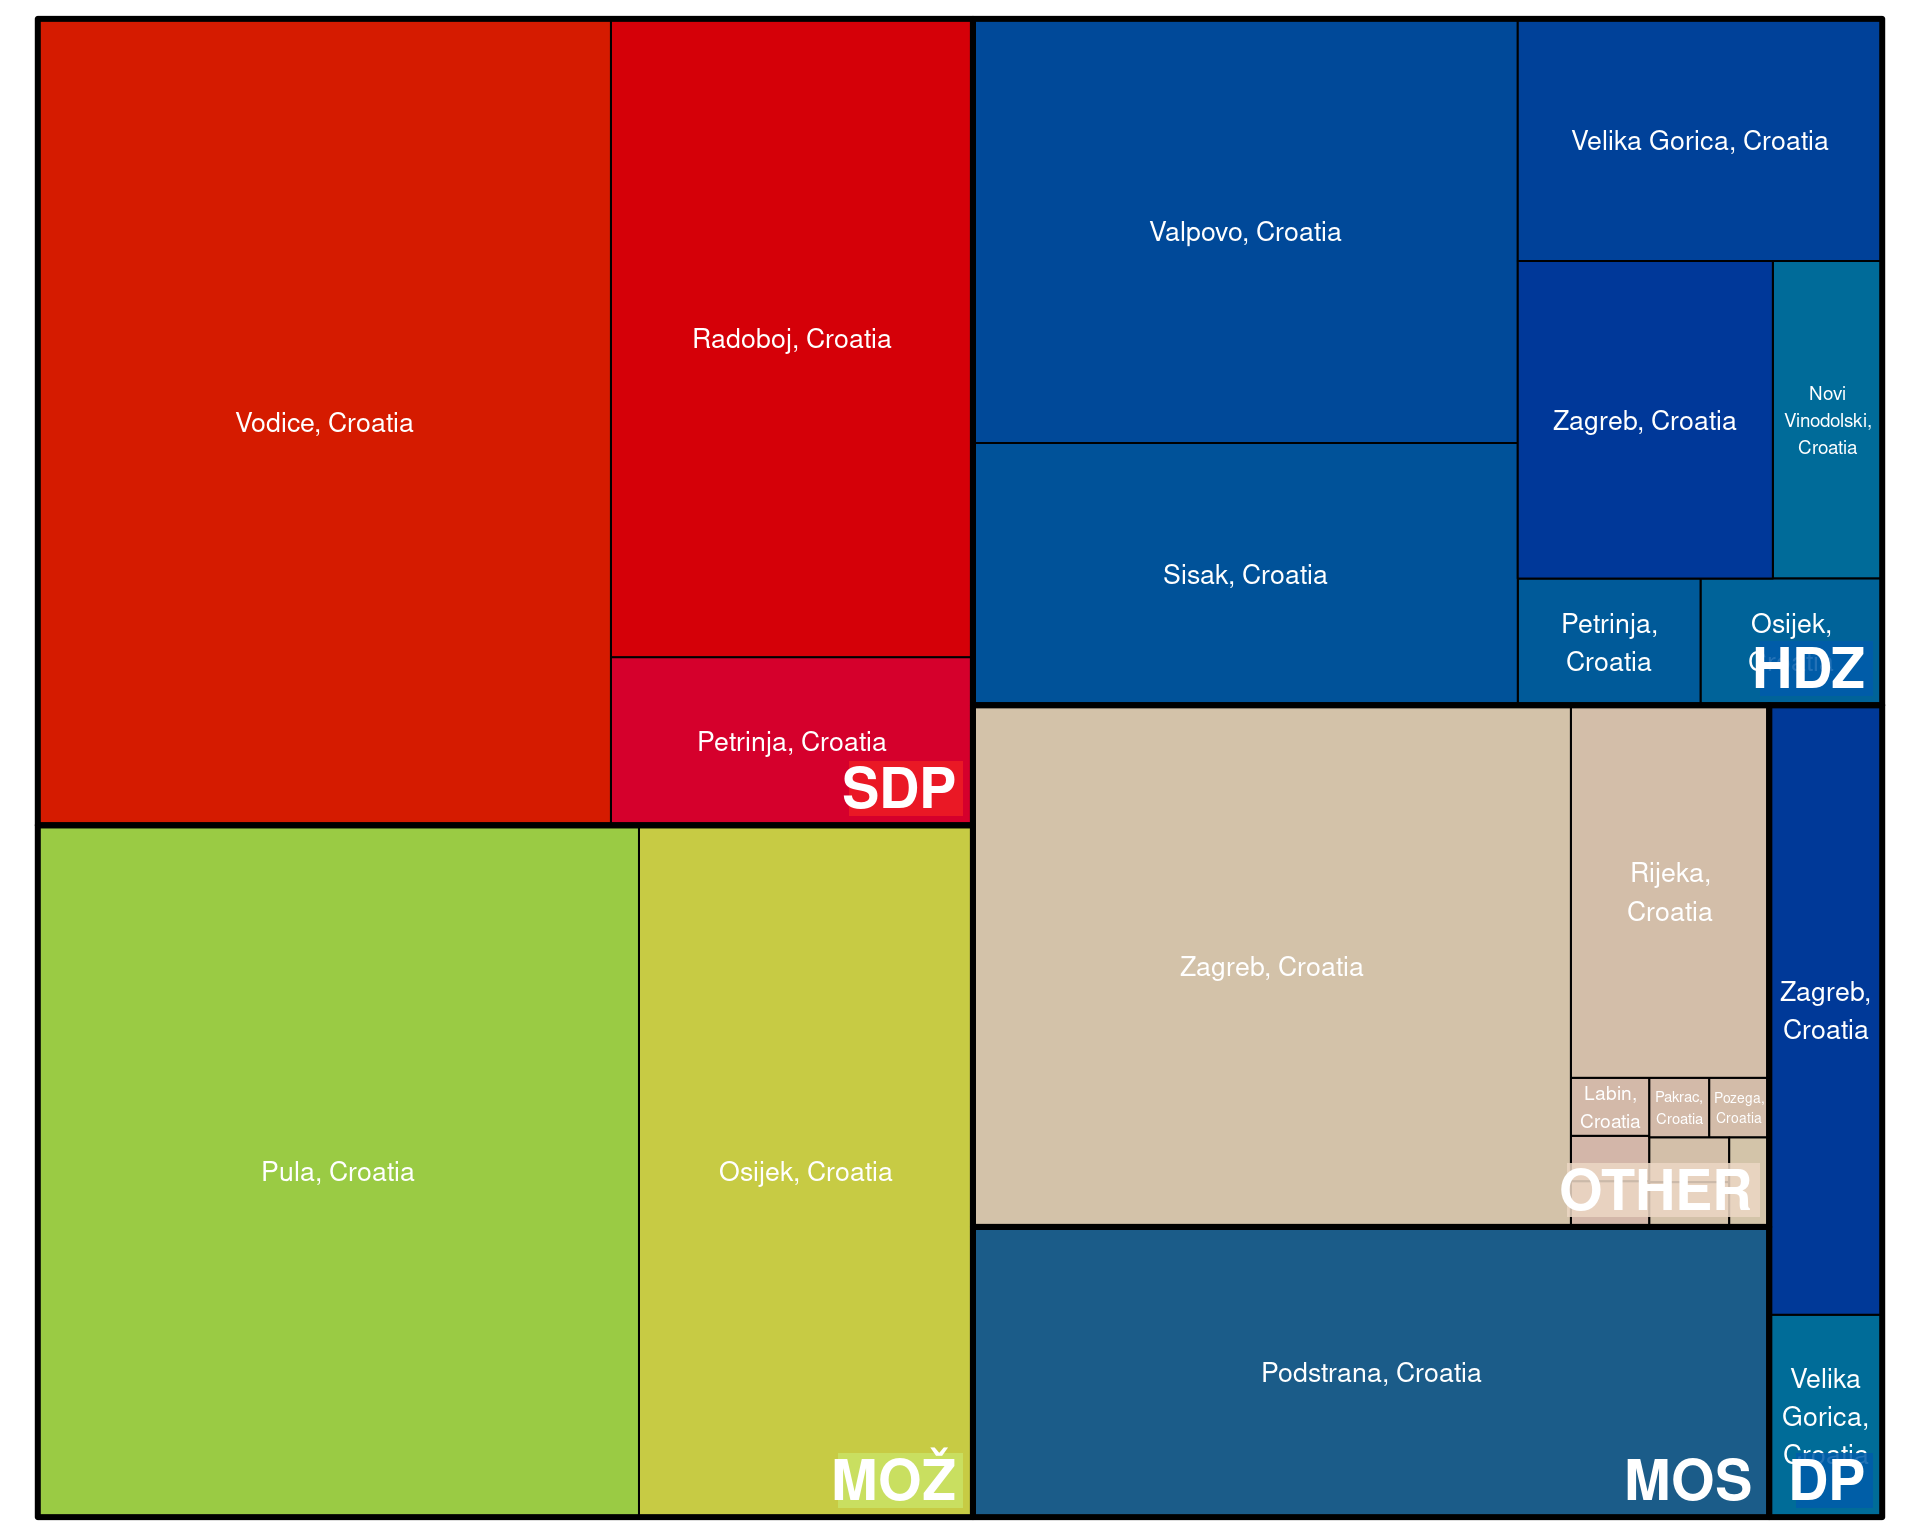 Vodice, Croatia
Radoboj, Croatia
Petrinja, Croatia
SDP
Pula, Croatia
Osijek, Croatia
MOŽ
Valpovo, Croatia
Sisak, Croatia
Velika Gorica, Croatia
Zagreb, Croatia
Novi
Vinodolski,
Croatia
Petrinja,
Croatia
Osijek,
Croatia
HDZ
Zagreb, Croatia
Rijeka,
Croatia
Labin,
Croatia
Pakrac,
Croatia
Pozega,
Croatia
OTHER
Podstrana, Croatia
MOS
Zagreb,
Croatia
Velika
Gorica,
Croatia
DP